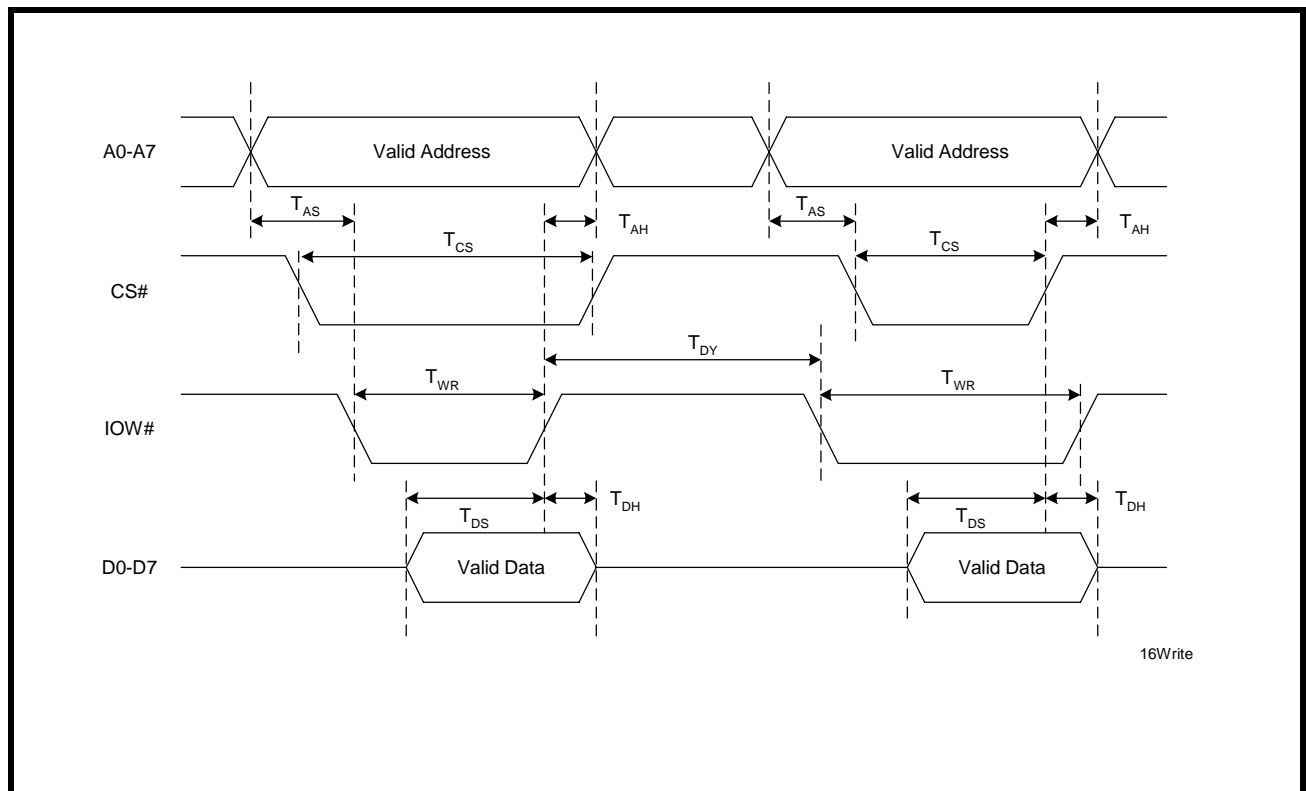 A0-A7
Valid Address
Valid Address
TAS
TAH
TAS
TAH
TCS
TCS
CS#
TDY
TWR
TWR
IOW#
TDH
TDH
TDS
TDS
D0-D7
Valid Data
Valid Data
16Write